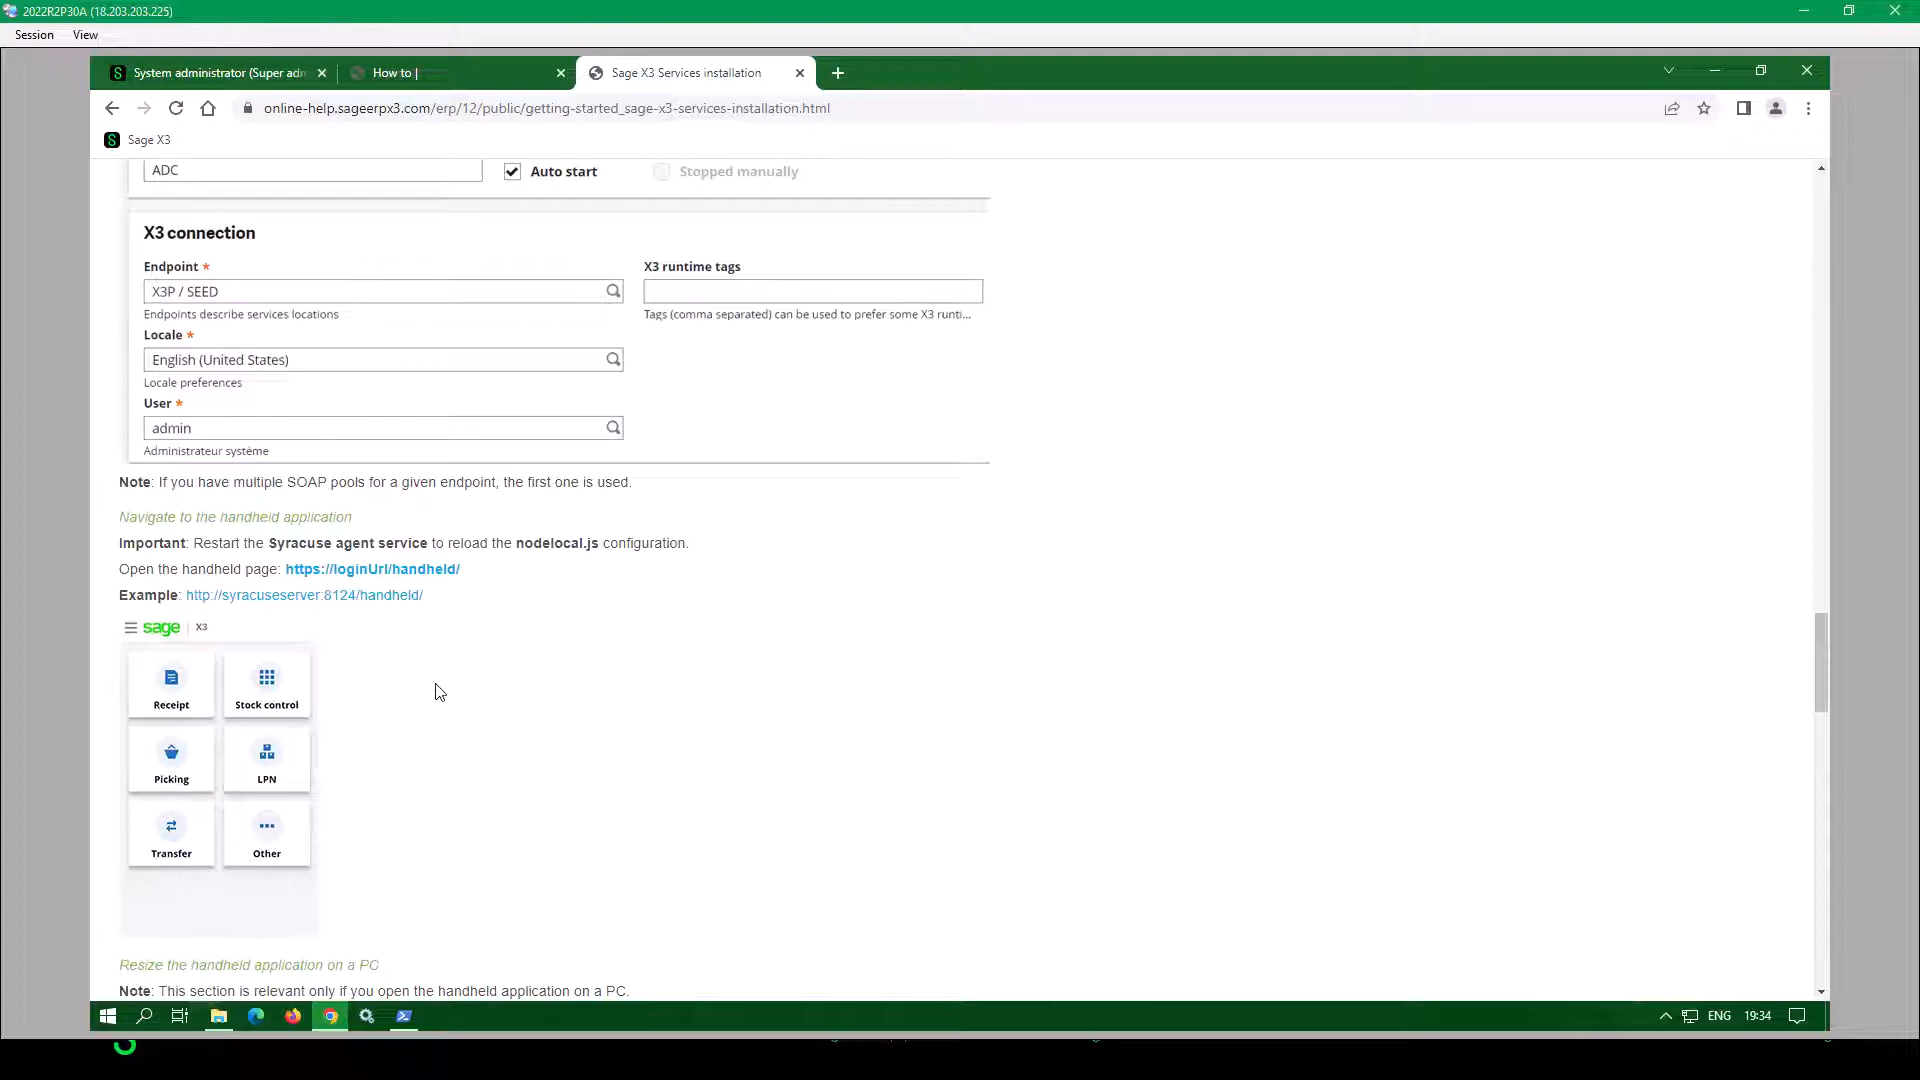 2022R2P30A (18.203.203.225)
Session View
System administrator (Super adm
How to |
Sage X3 Services installation
online-help.sageerpx3.com/erp/12/public/getting-started_sage-x3-services-installation.html
Sage X3
ADC
Auto start
Stopped manually
X3 connection
Endpoint *
X3 runtime tags
X3P / SEED
Endpoints describe services locations
Tags (comma separated) can be used to prefer some X3 runti...
Locale *
English (United States)
Locale preferences
User *
admin
Administrateur système
Note: If you have multiple SOAP pools for a given endpoint, the first one is used.
Navigate to the handheld application
Important: Restart the Syracuse agent service to reload the nodelocal.js configuration.
Open the handheld page: https://loginUrl/handheld/
Example: http://syracuseserver:8124/handheld/
sage | X3
Receipt
Stock control
Picking
LPN
Transfer
Other
Resize the handheld application on a PC
Note: This section is relevant only if you open the handheld application on a PC.
ENG 19:34